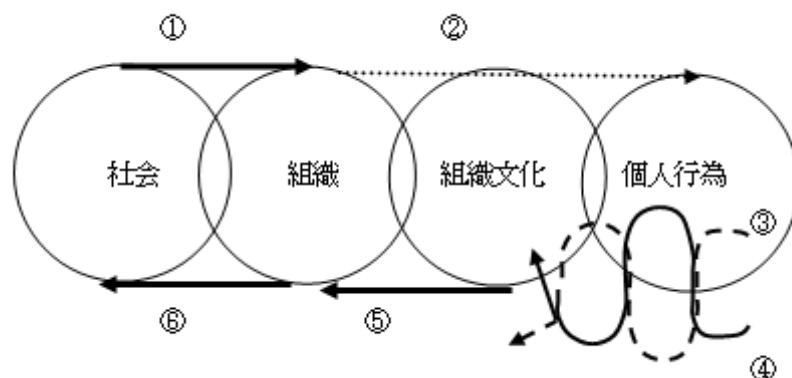 ① ②
社会 組織 組織文化 個人行為
③
⑥ ⑤
④